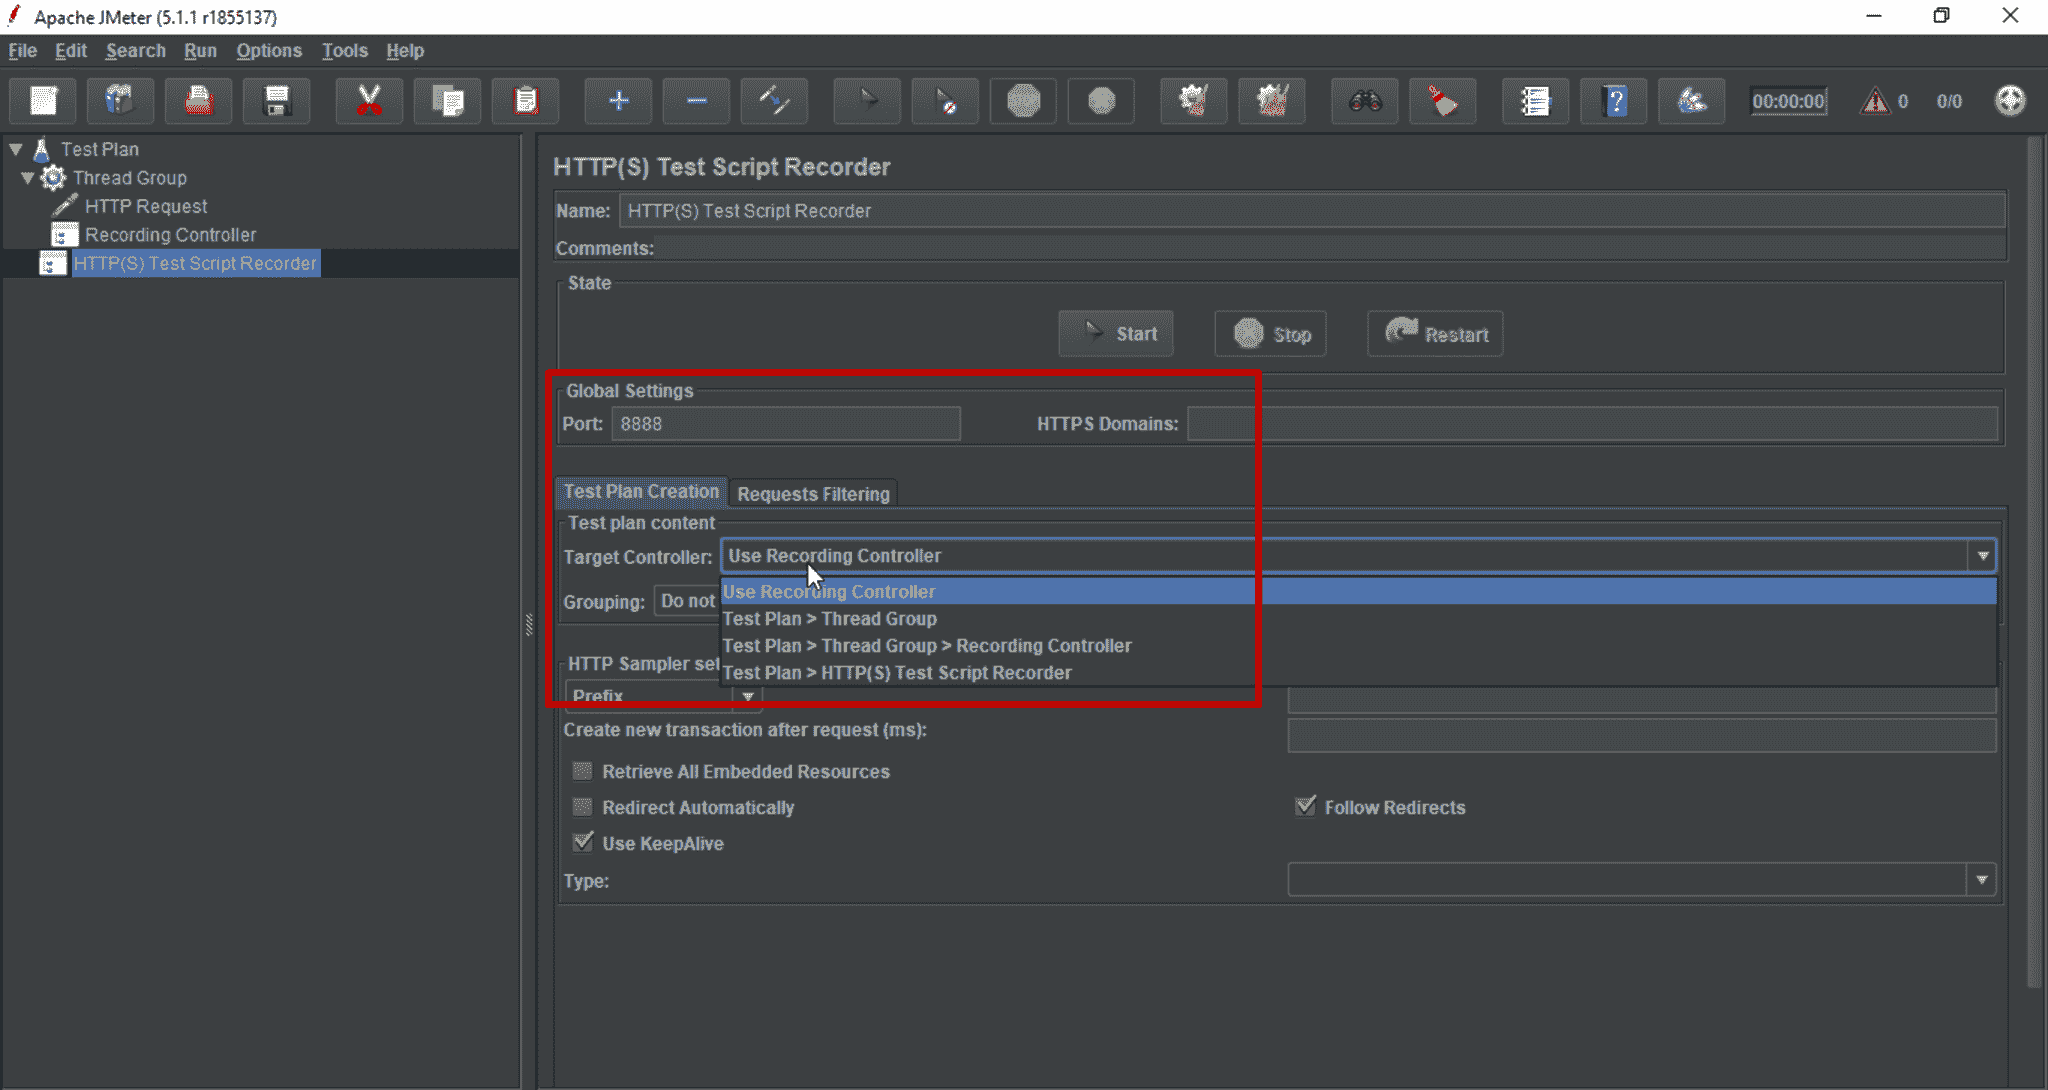 Apache JMeter (5.1.1 r1855137)
File Edit Search Run Options Tools Help
00:00:00 0 0/0
Test Plan
Thread Group
HTTP Request
Recording Controller
HTTP(S) Test Script Recorder
HTTP(S) Test Script Recorder
Name: HTTP(S) Test Script Recorder
Comments:
State
Start Stop Restart
Global Settings
Port: 8888 HTTPS Domains:
Test Plan Creation Requests Filtering
Test plan content
Target Controller: Use Recording Controller
Use Recording Controller
Grouping: Do not
Test Plan > Thread Group
Test Plan > Thread Group > Recording Controller
HTTP Sampler set
Test Plan > HTTP(S) Test Script Recorder
Prefix
Create new transaction after request (ms):
Retrieve All Embedded Resources
Redirect Automatically Follow Redirects
Use KeepAlive
Type: